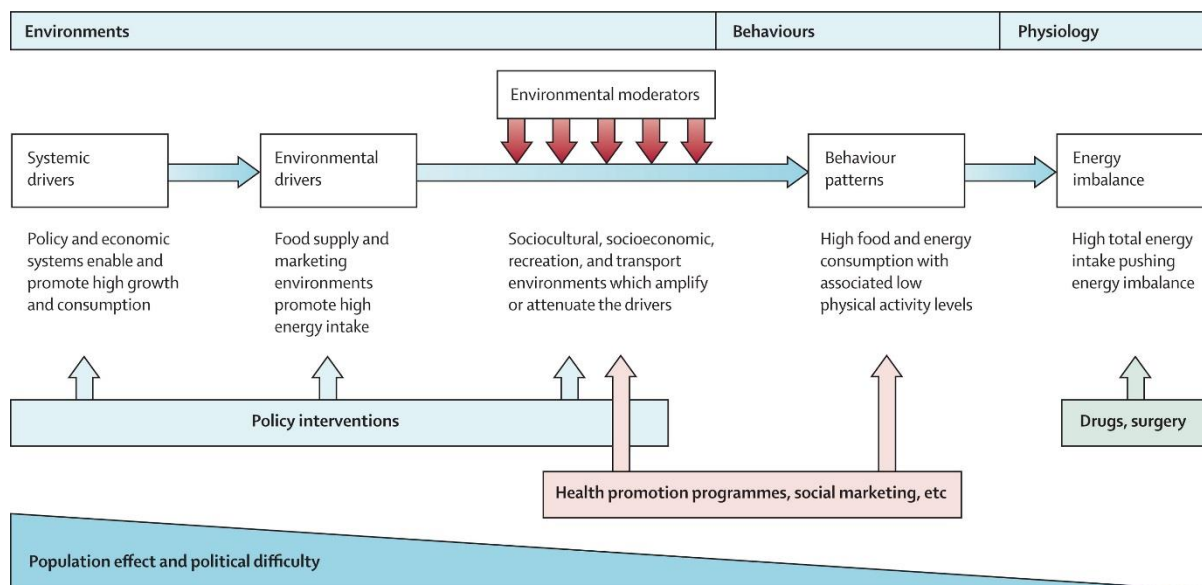 Environments
Behaviours
Physiology
Environmental moderators
Systemic
drivers
Environmental
drivers
Behaviour
patterns
Energy
imbalance
Policy and economic
systems enable and
promote high growth
and consumption
Food supply and
marketing
environments
promote high
energy intake
Sociocultural, socioeconomic,
recreation, and transport
environments which amplify
or attenuate the drivers
High food and energy
consumption with
associated low
physical activity levels
High total energy
intake pushing
energy imbalance
Policy interventions
Drugs, surgery
Health promotion programmes, social marketing, etc
Population effect and political difficulty